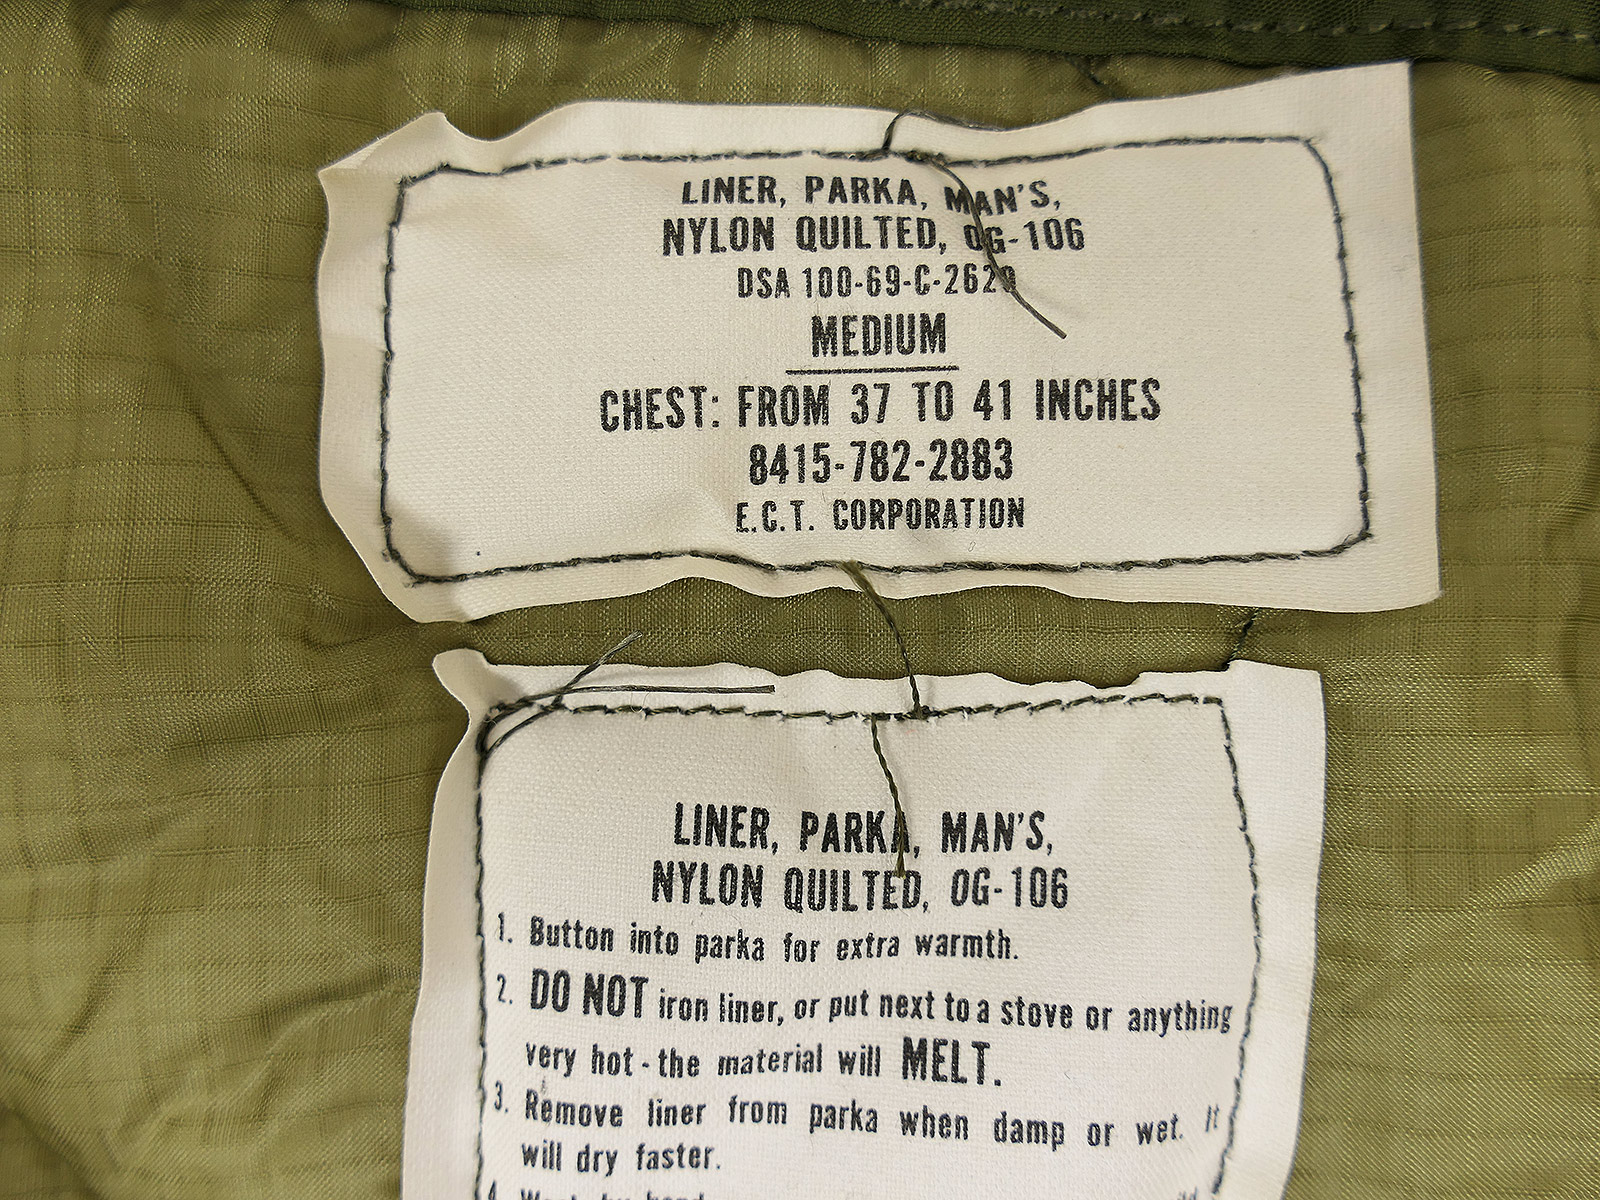 LINER, PARKA, MAN'S,
NYLON QUILTED, OG-106
DSA 100-69-C-2620
MEDIUM
CHEST: FROM 37 TO 41 INCHES
8415-782-2883
E.C.T. CORPORATION
LINER, PARKA, MAN'S,
NYLON QUILTED, OG-106
1. Button into parka for extra warmth.
2. DO NOT iron liner, or put next to a stove or anything
very hot - the material will MELT.
3. Remove liner from parka when damp or wet. It
will dry faster.